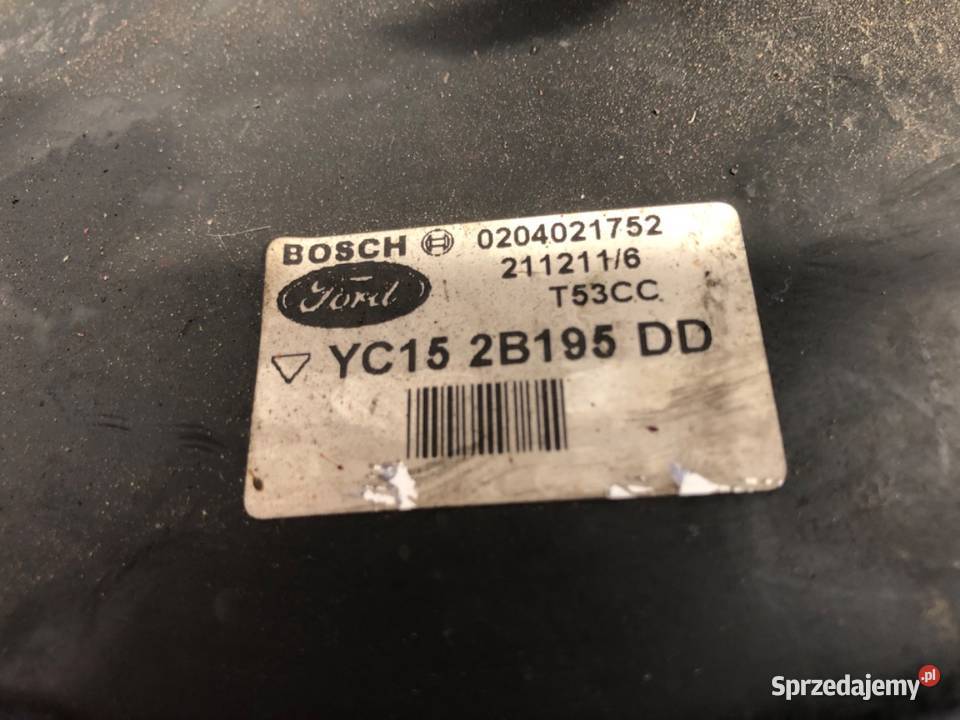 BOSCH 0204021752
211211/6
Ford T53CC
YC15 2B195 DD
Sprzedajemy.pl